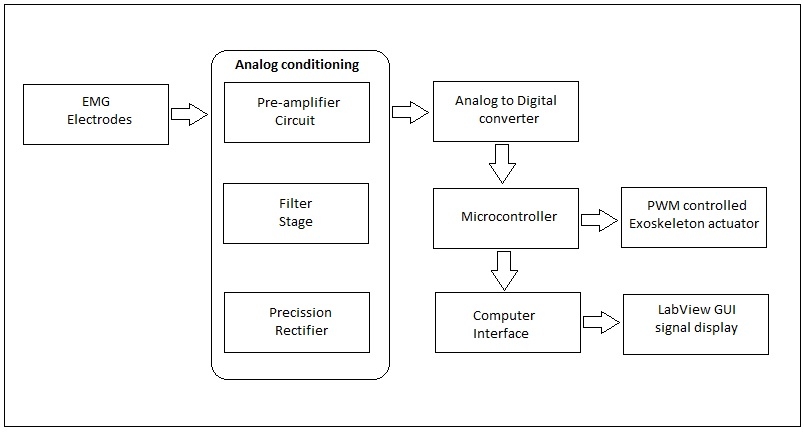 EMG
Electrodes
Analog conditioning
Pre-amplifier
Circuit
Filter
Stage
Precission
Rectifier
Analog to Digital
converter
Microcontroller
PWM controlled
Exoskeleton actuator
Computer
Interface
LabView GUI
signal display